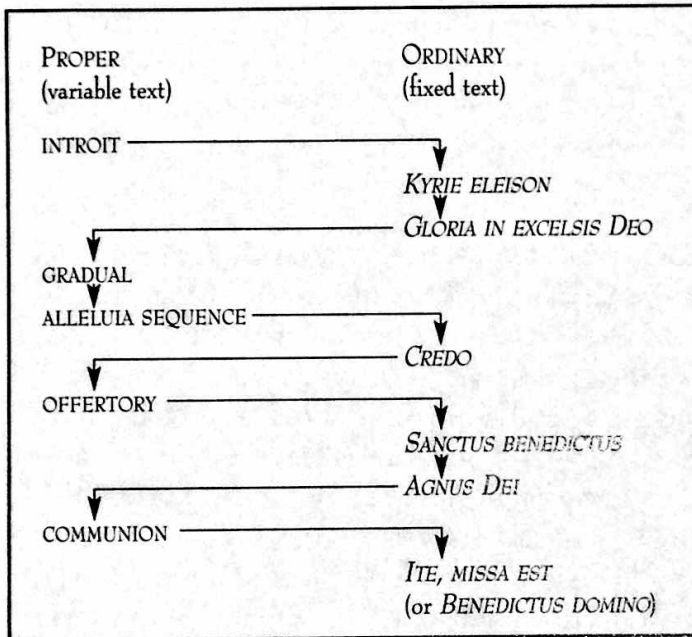 PROPER
(variable text)
ORDINARY
(fixed text)
INTROIT
KYRIE ELEISON
GLORIA IN EXCELSIS DEO
GRADUAL
ALLELUIA SEQUENCE
CREDO
OFFERTORY
SANCTUS BENEDICTUS
AGNUS DEI
COMMUNION
ITE, MISSA EST
(or BENEDICTUS DOMINO)